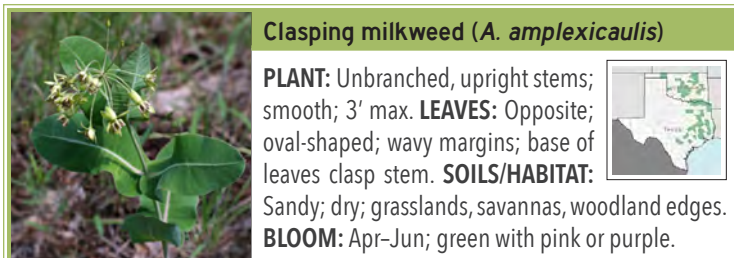 Clasping milkweed (A. amplexicaulis)
PLANT: Unbranched, upright stems;
smooth; 3' max. LEAVES: Opposite;
oval-shaped; wavy margins; base of
leaves clasp stem. SOILS/HABITAT:
Sandy; dry; grasslands, savannas, woodland edges.
BLOOM: Apr–Jun; green with pink or purple.
Texas